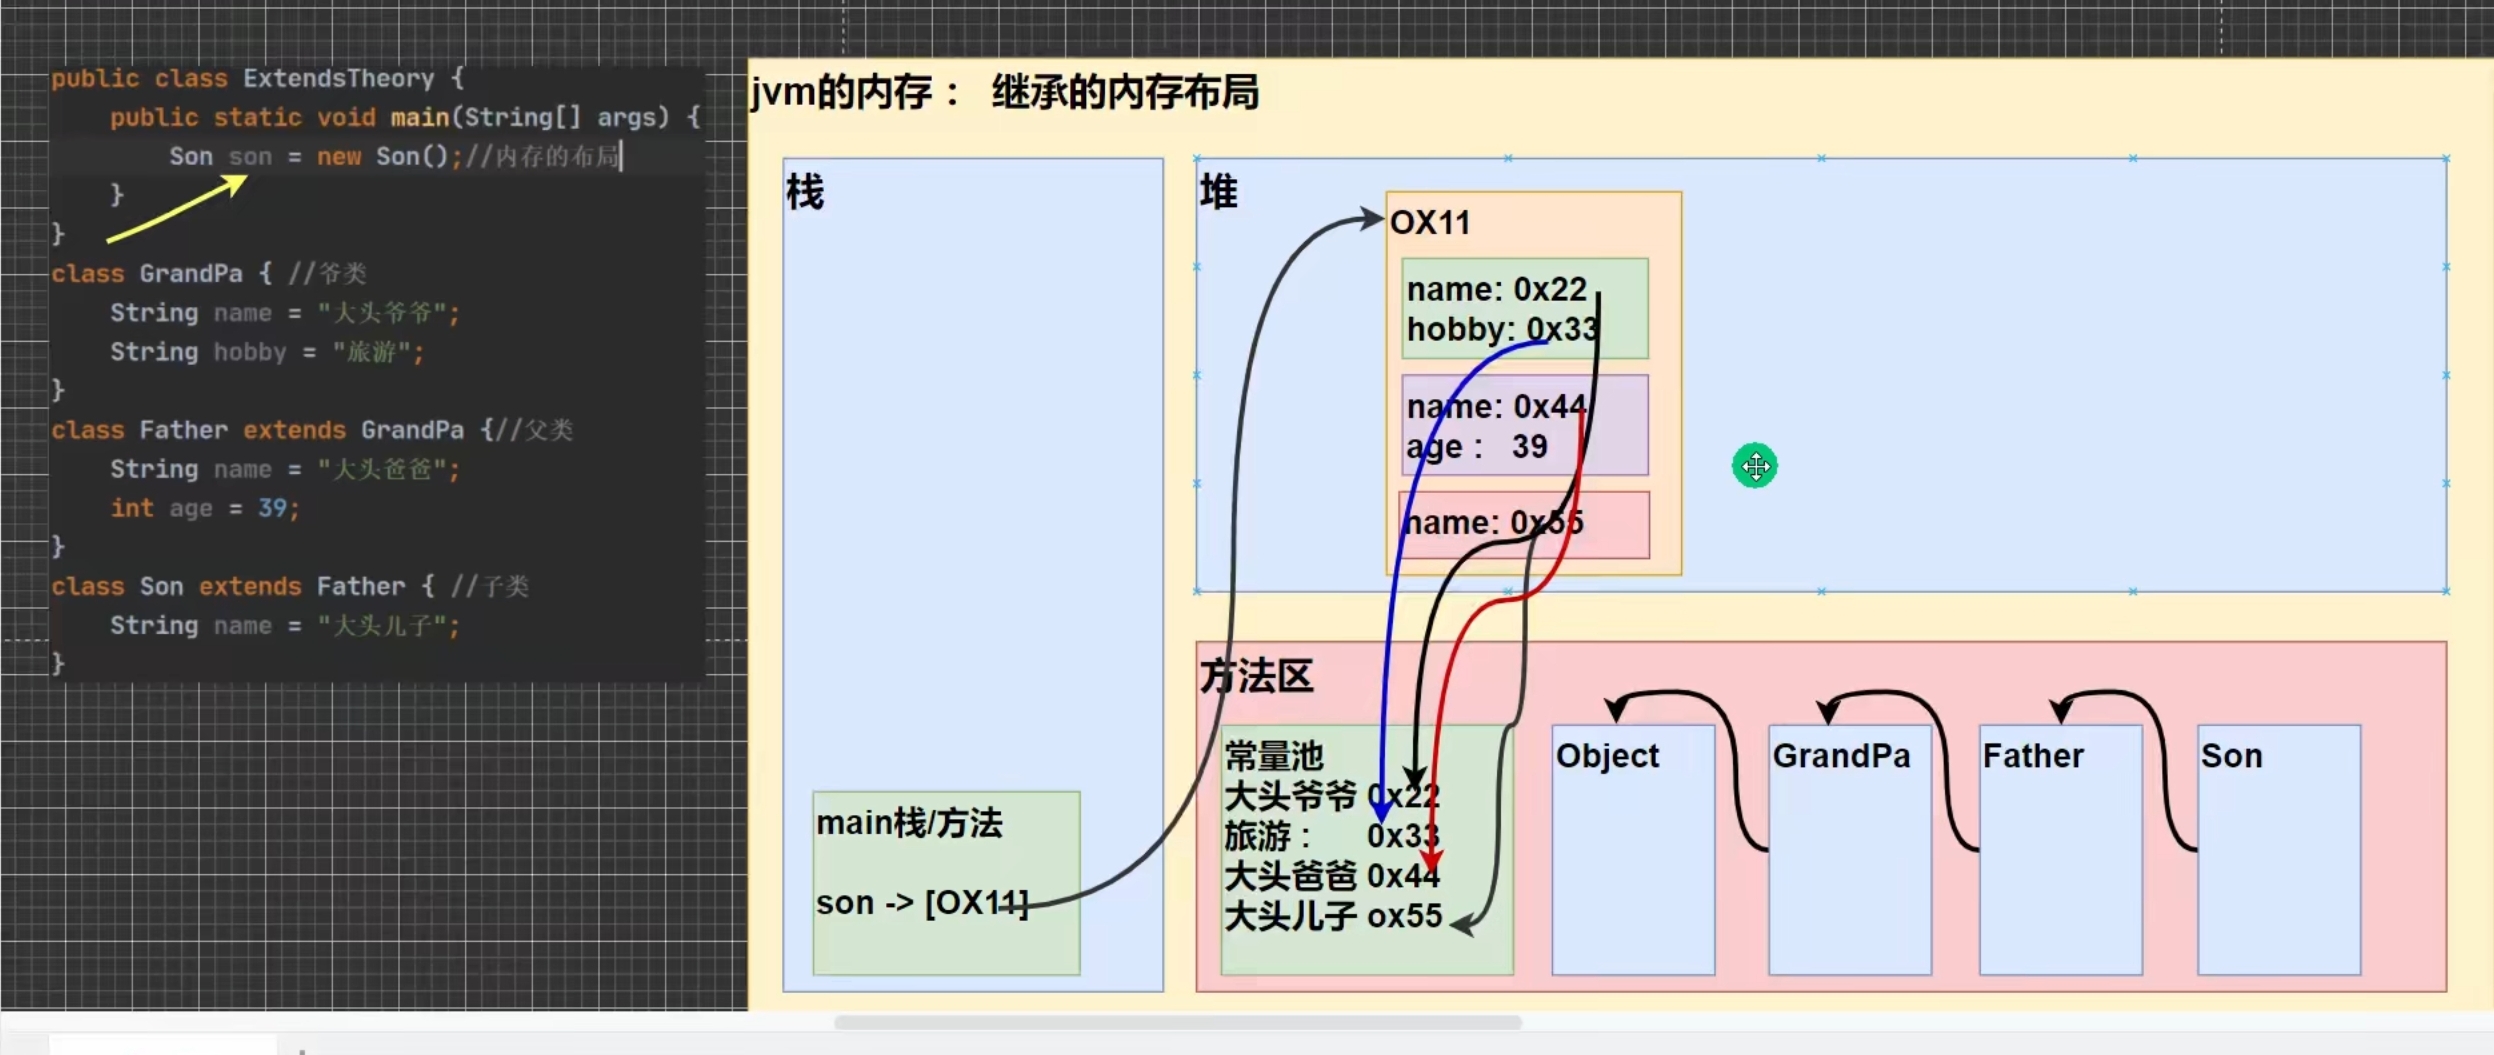 public class ExtendsTheory {
public static void main(String[] args) {
Son son = new Son();//内存的布局
}
}
class GrandPa { //爷类
String name = "大头爷爷";
String hobby = "旅游";
}
class Father extends GrandPa {//父类
String name = "大头爸爸";
int age = 39;
}
class Son extends Father { //子类
String name = "大头儿子";
}
jvm的内存： 继承的内存布局
栈
main栈/方法
son -> [OX11]
堆
OX11
name: 0x22
hobby: 0x33
name: 0x44
age： 39
name: 0x55
方法区
常量池
大头爷爷 0x22
旅游： 0x33
大头爸爸 0x44
大头儿子 ox55
Object
GrandPa
Father
Son